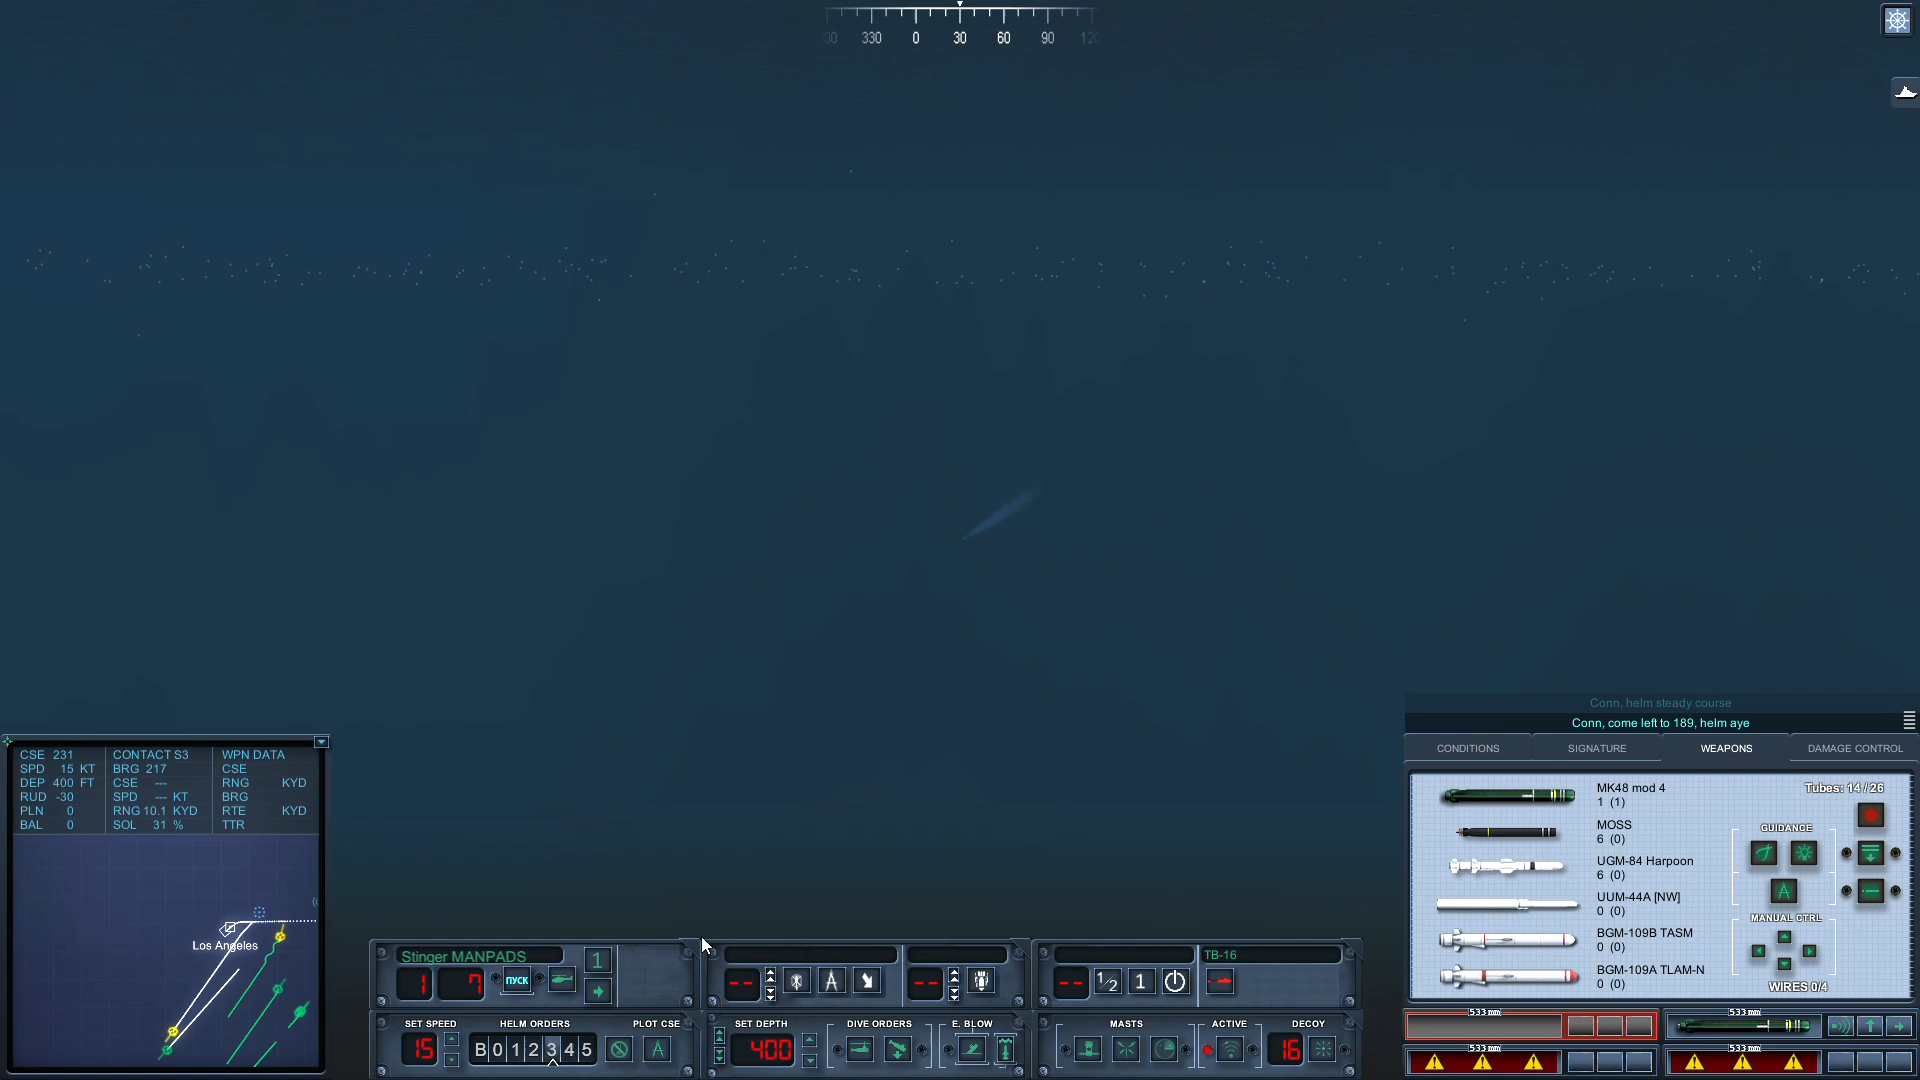 330 0 30 60 90
Conn, helm steady course
Conn, come left to 189, helm aye
CONDITIONS SIGNATURE WEAPONS DAMAGE CONTROL
CSE 231 CONTACT S3 WPN DATA
SPD 15 KT BRG 217 CSE
DEP 400 FT CSE --- RNG KYD
RUD -30 SPD --- KT BRG
PLN 0 RNG 10.1 KYD RTE KYD
BAL 0 SOL 31 % TTR
Los Angeles
Stinger MANPADS 1
1 7 ПУСК
-- --
TB-16
-- 1/2 1
SET SPEED HELM ORDERS PLOT CSE
15 B 0 1 2 3 4 5
SET DEPTH DIVE ORDERS E. BLOW
400
MASTS ACTIVE DECOY
16
MK48 mod 4
1 (1)
MOSS
6 (0)
UGM-84 Harpoon
6 (0)
UUM-44A [NW]
0 (0)
BGM-109B TASM
0 (0)
BGM-109A TLAM-N
0 (0)
Tubes: 14 / 26
GUIDANCE
MANUAL CTRL
WIRES 0/4
533 mm 533 mm
533 mm 533 mm